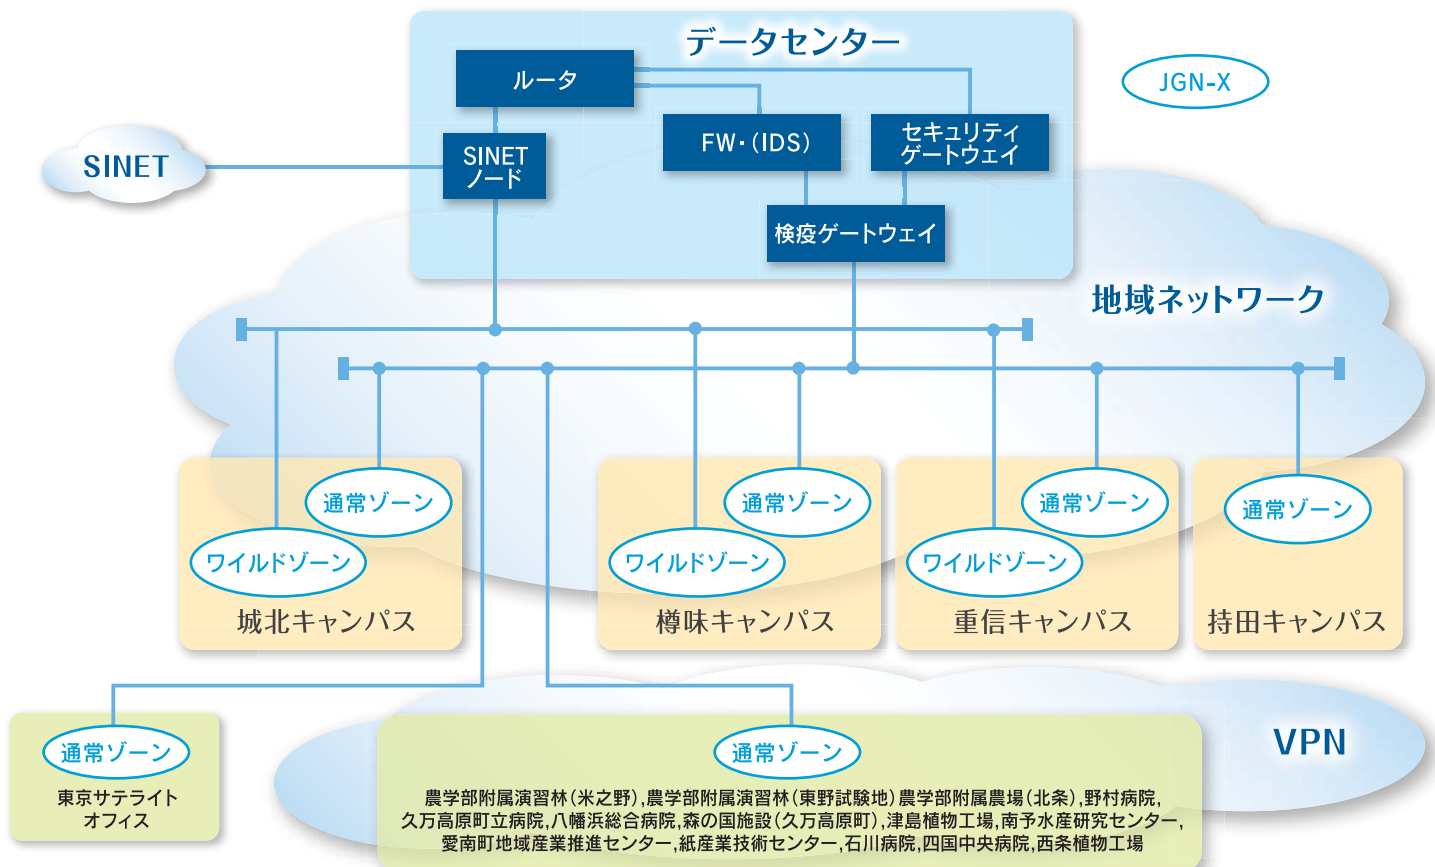 データセンター
ルータ
JGN-X
FW・(IDS)
セキュリティ
ゲートウェイ
SINET
SINET
ノード
検疫ゲートウェイ
地域ネットワーク
通常ゾーン
ワイルドゾーン
城北キャンパス
通常ゾーン
ワイルドゾーン
樽味キャンパス
通常ゾーン
ワイルドゾーン
重信キャンパス
通常ゾーン
持田キャンパス
通常ゾーン
東京サテライト
オフィス
VPN
通常ゾーン
農学部附属演習林(米之野),農学部附属演習林(東野試験地)農学部附属農場(北条),野村病院,
久万高原町立病院,八幡浜総合病院,森の国施設(久万高原町),津島植物工場,南予水産研究センター,
愛南町地域産業推進センター,紙産業技術センター,石川病院,四国中央病院,西条植物工場